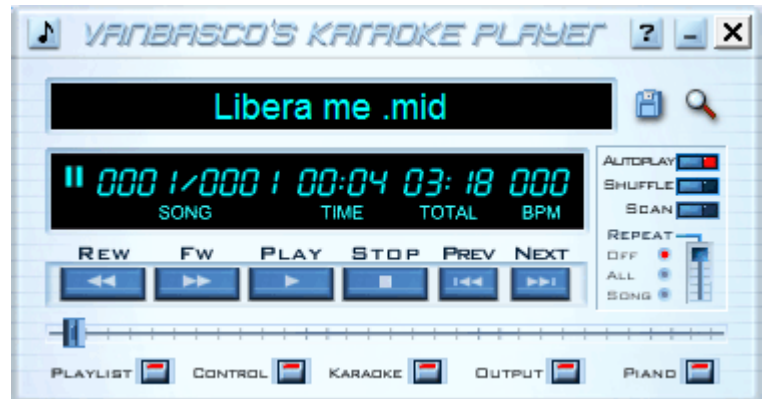 VANBASCO'S KARAOKE PLAYER ?
Libera me .mid
0001/0001 00:04 03:18 000
SONG TIME TOTAL BPM
AUTOPLAY
SHUFFLE
SCAN
REPEAT
OFF
ALL
SONG
REW FW PLAY STOP PREV NEXT
PLAYLIST CONTROL KARAOKE OUTPUT PIANO